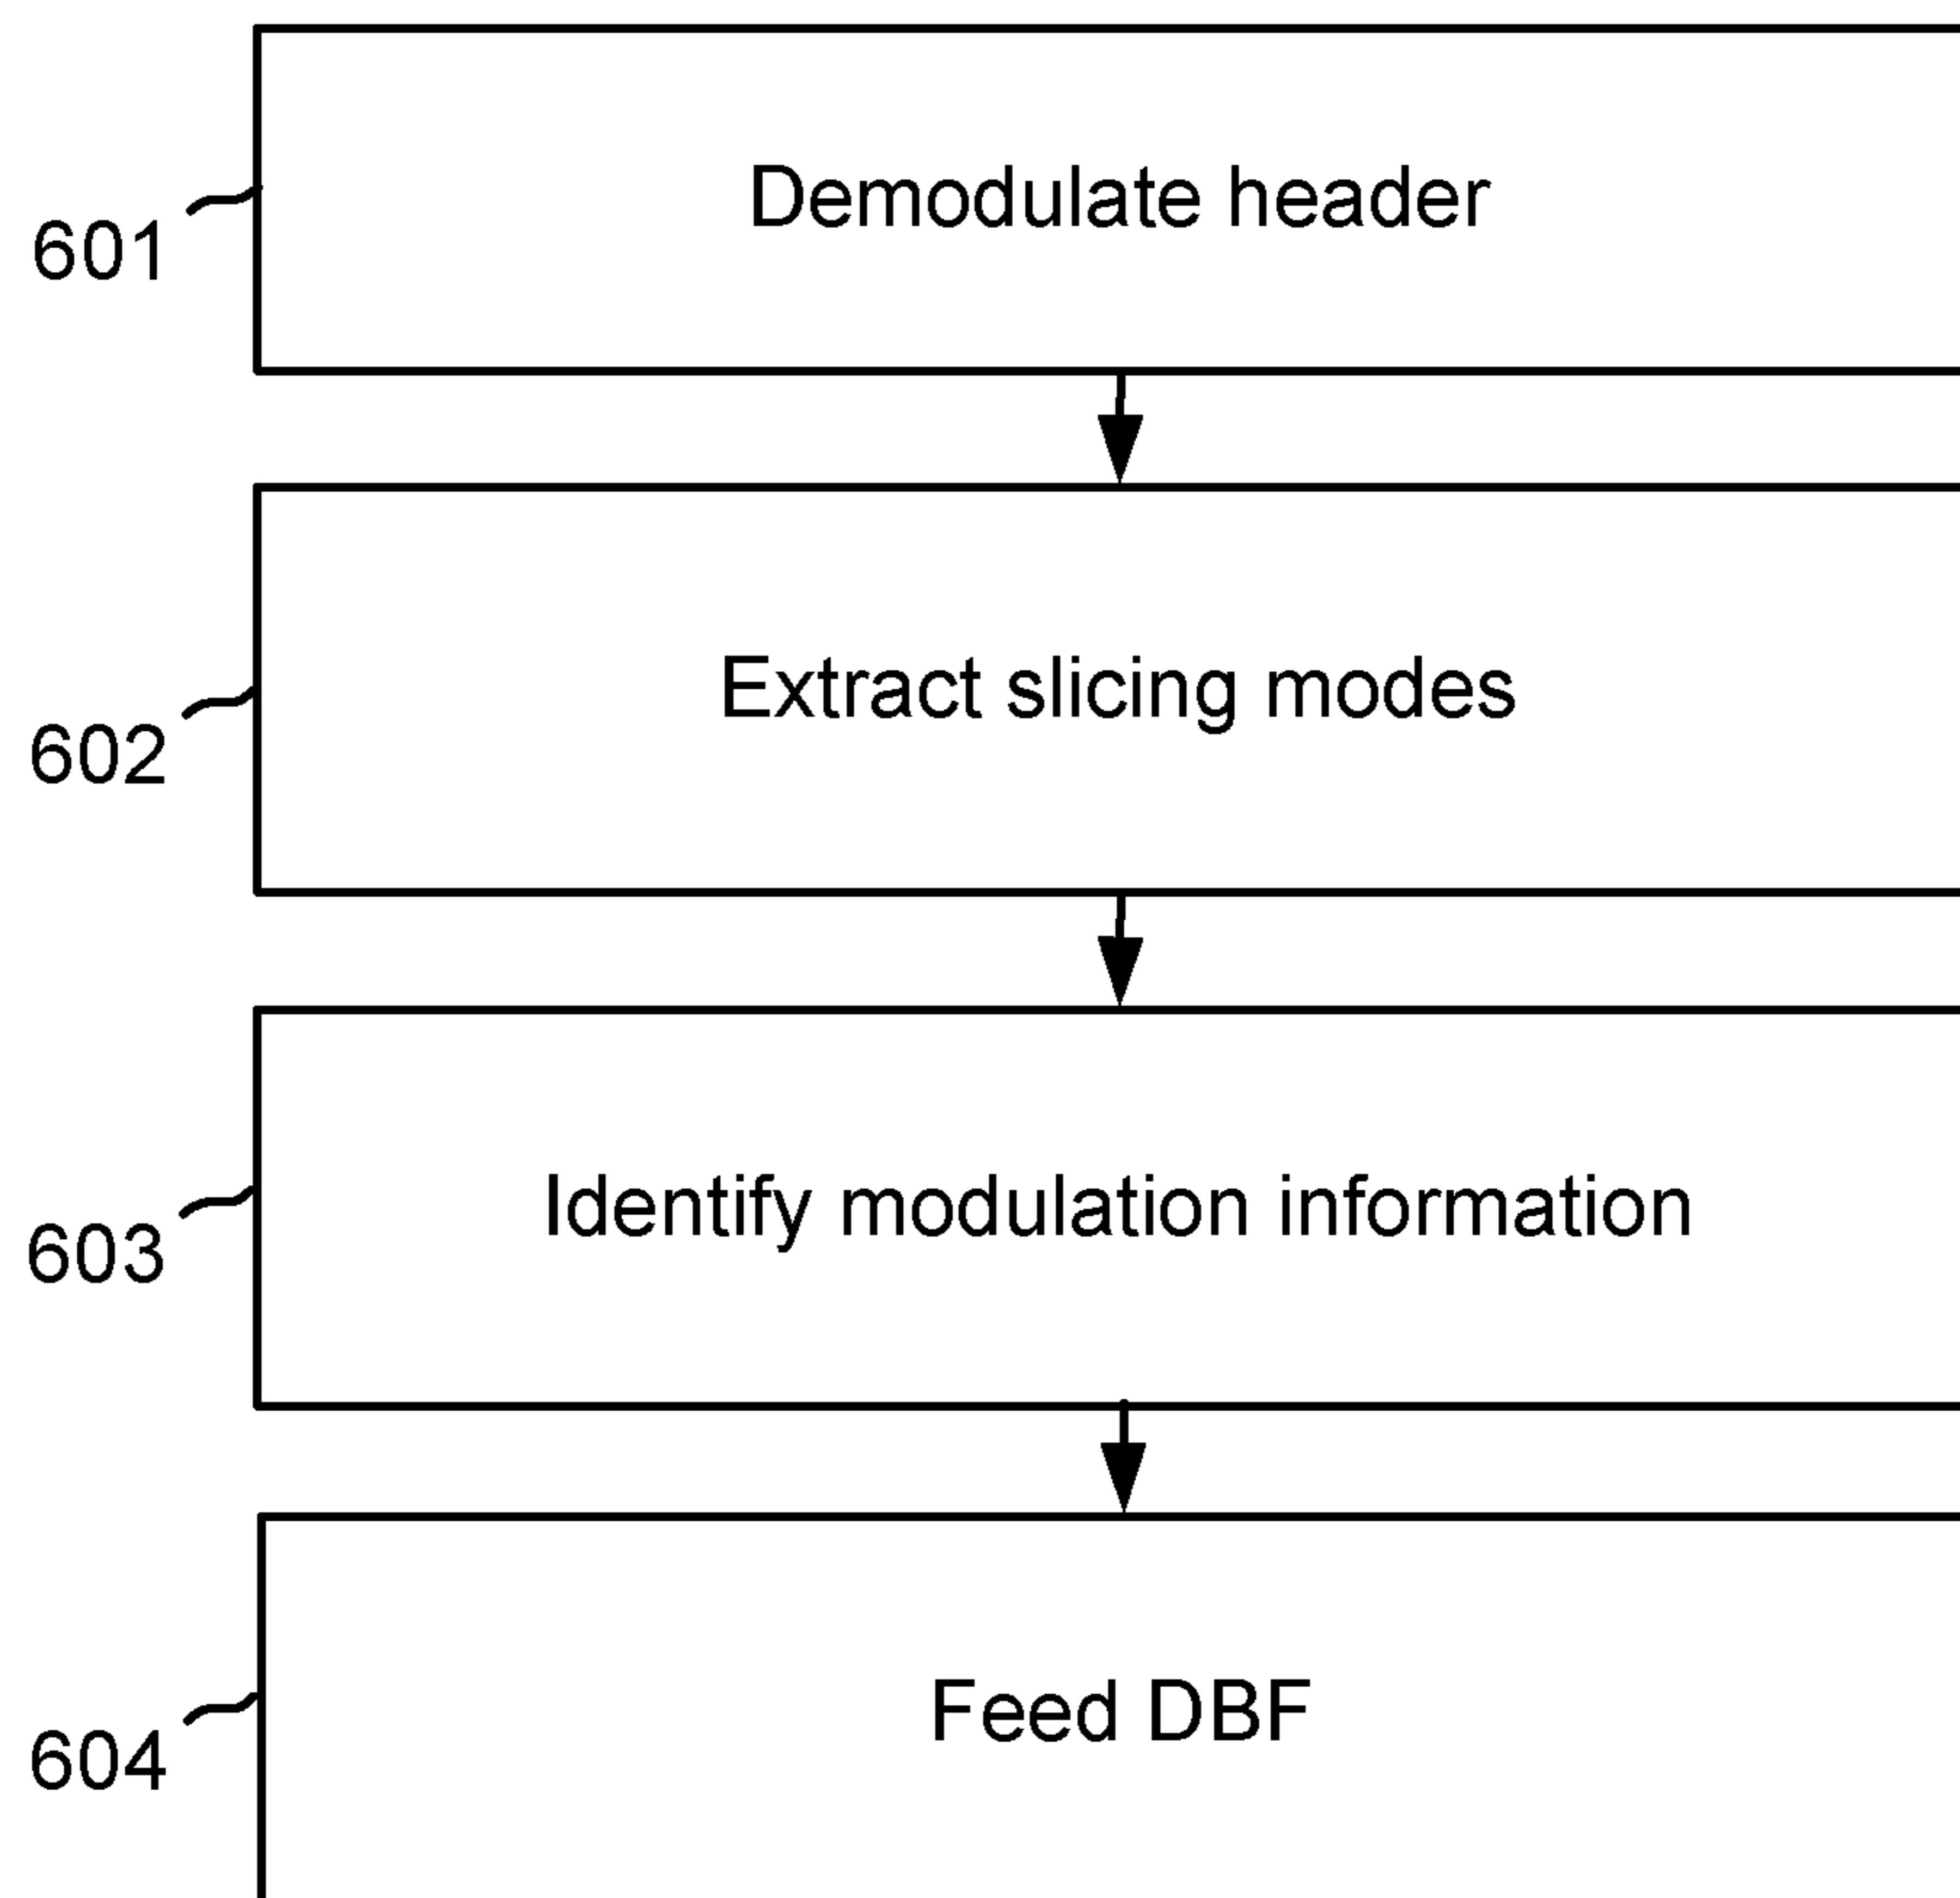 Demodulate header
601
Extract slicing modes
602
Identify modulation information
603
Feed DBF
604